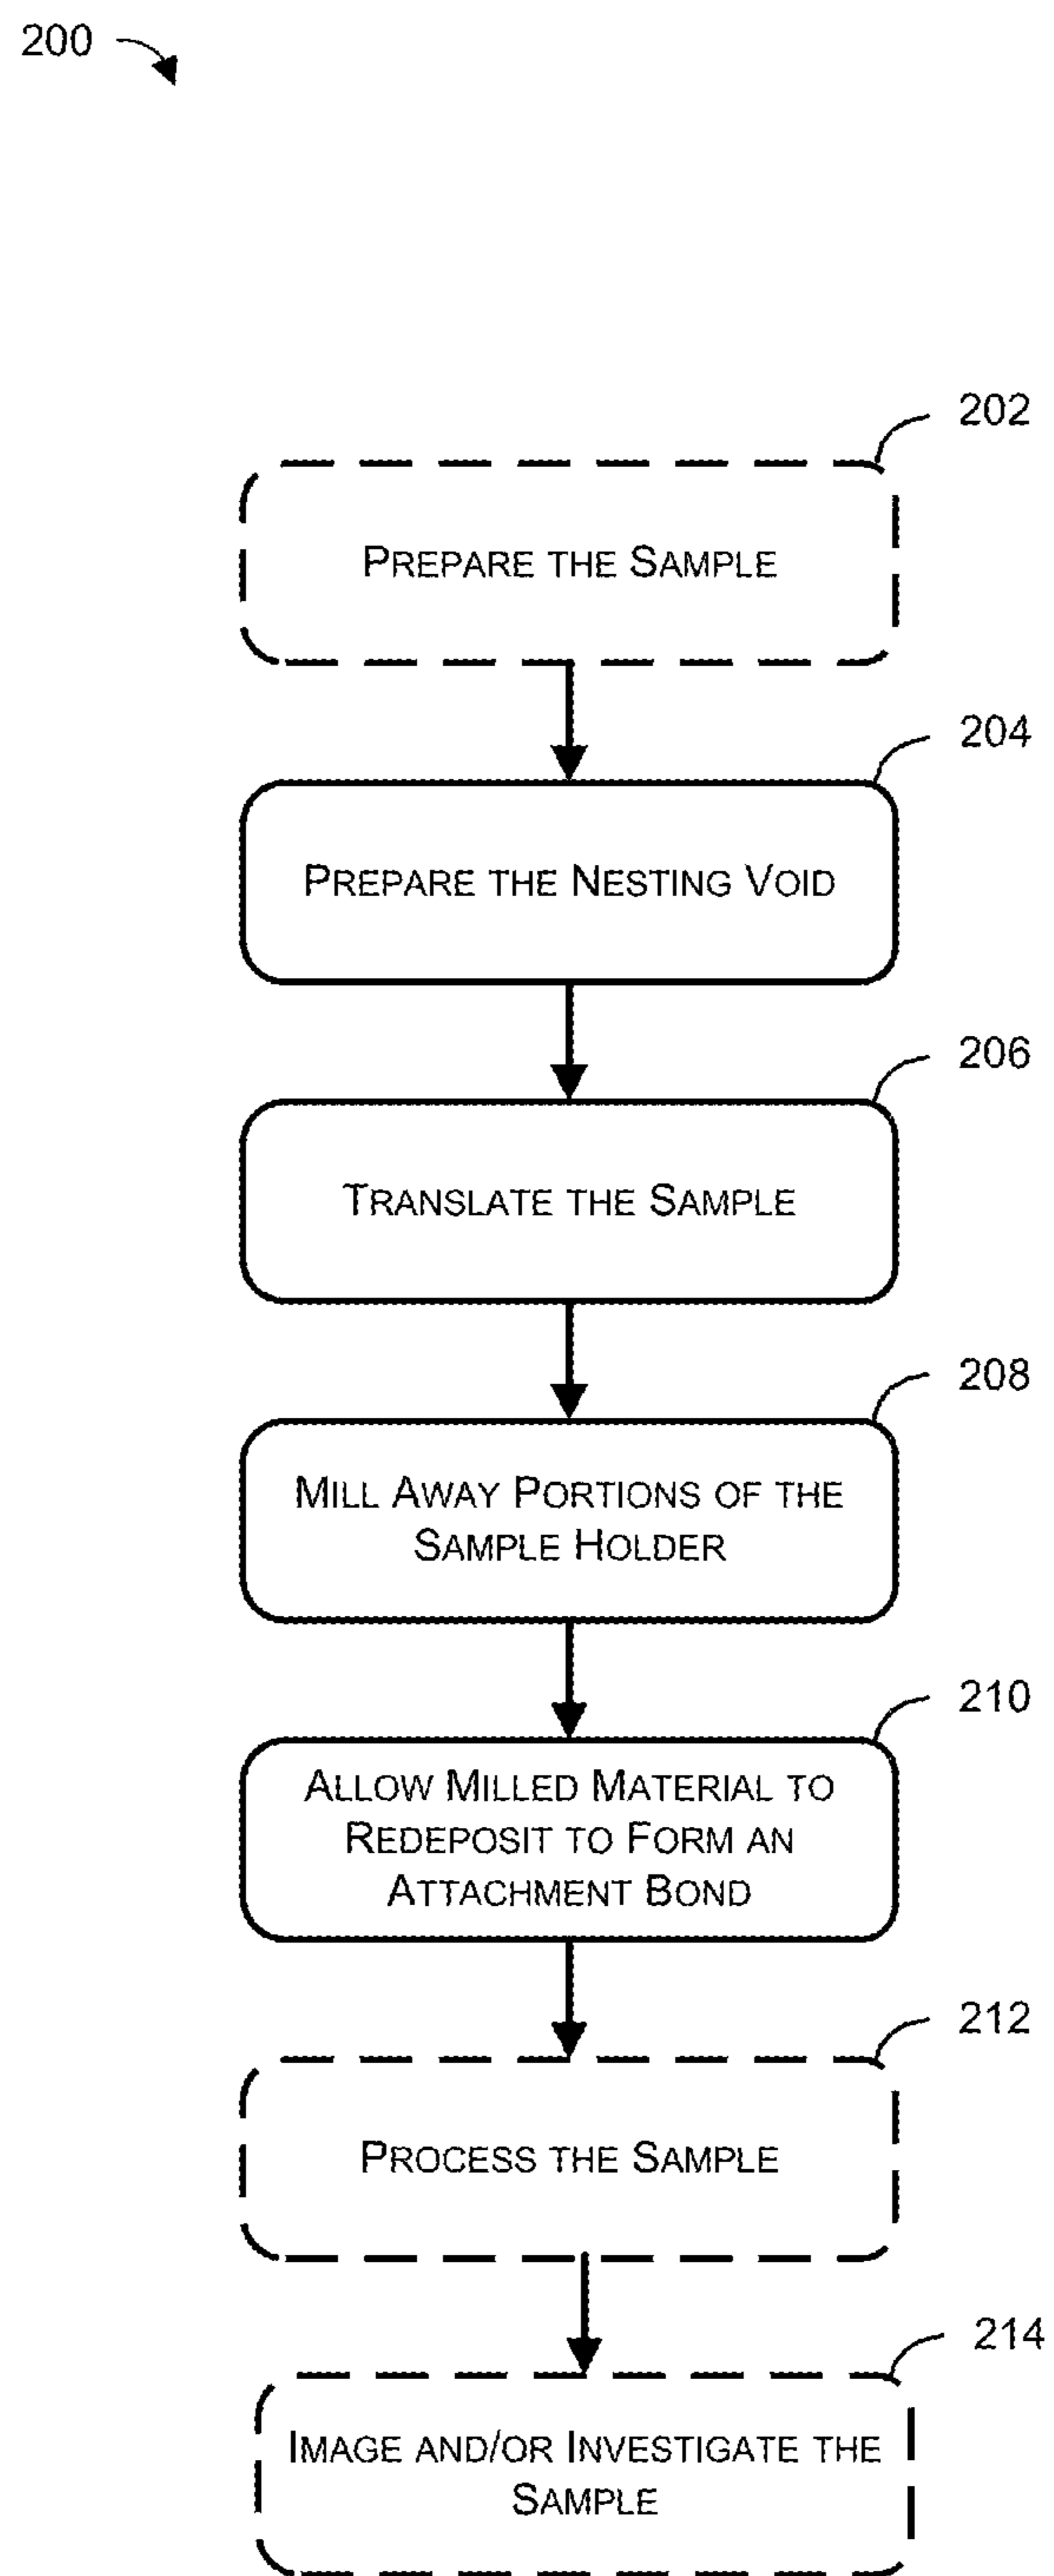 200
202
PREPARE THE SAMPLE
204
PREPARE THE NESTING VOID
206
TRANSLATE THE SAMPLE
208
MILL AWAY PORTIONS OF THE
SAMPLE HOLDER
210
ALLOW MILLED MATERIAL TO
REDEPOSIT TO FORM AN
ATTACHMENT BOND
212
PROCESS THE SAMPLE
214
IMAGE AND/OR INVESTIGATE THE
SAMPLE